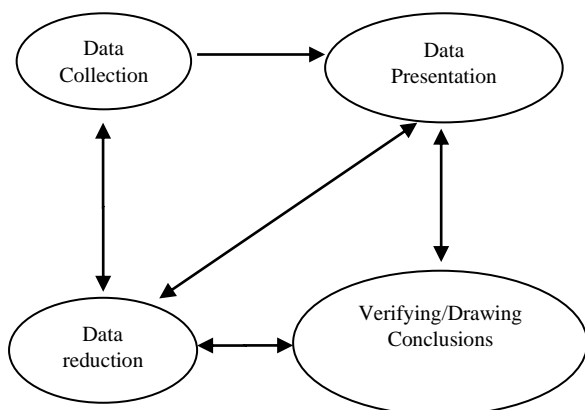 Data
Collection
Data
Presentation
Data
reduction
Verifying/Drawing
Conclusions